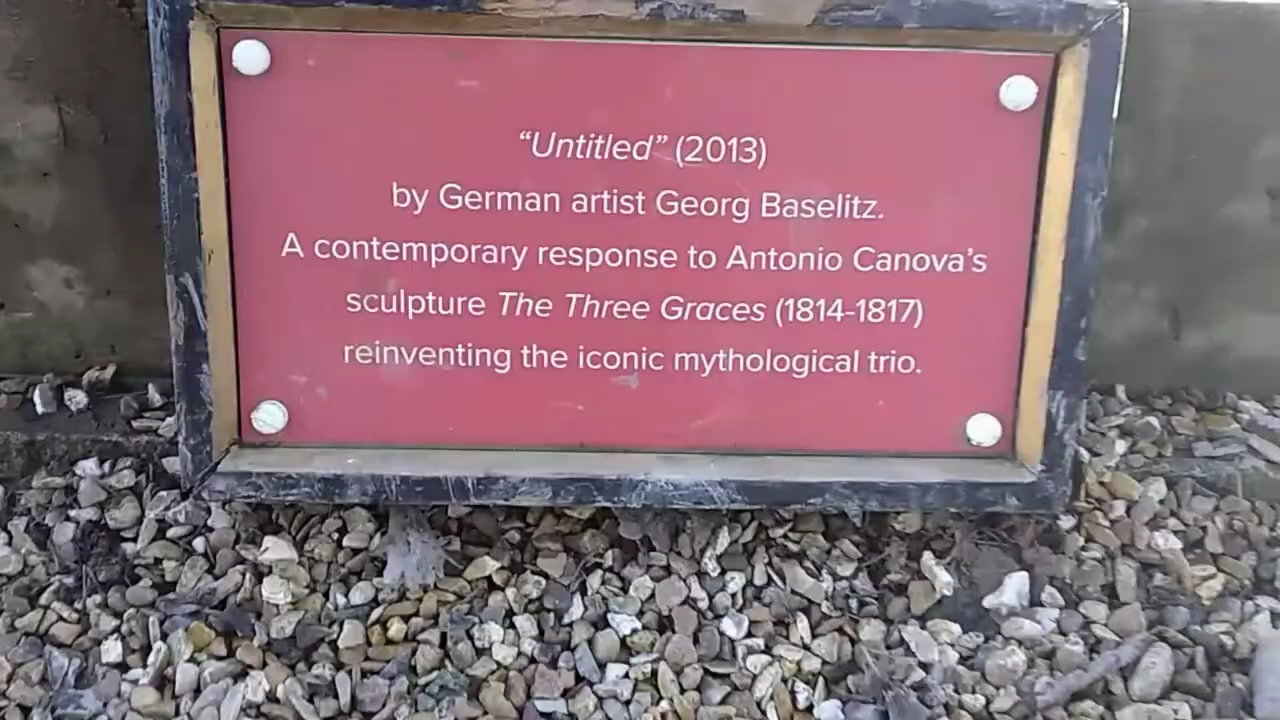 “Untitled” (2013)
by German artist Georg Baselitz.
A contemporary response to Antonio Canova’s
sculpture The Three Graces (1814-1817)
reinventing the iconic mythological trio.